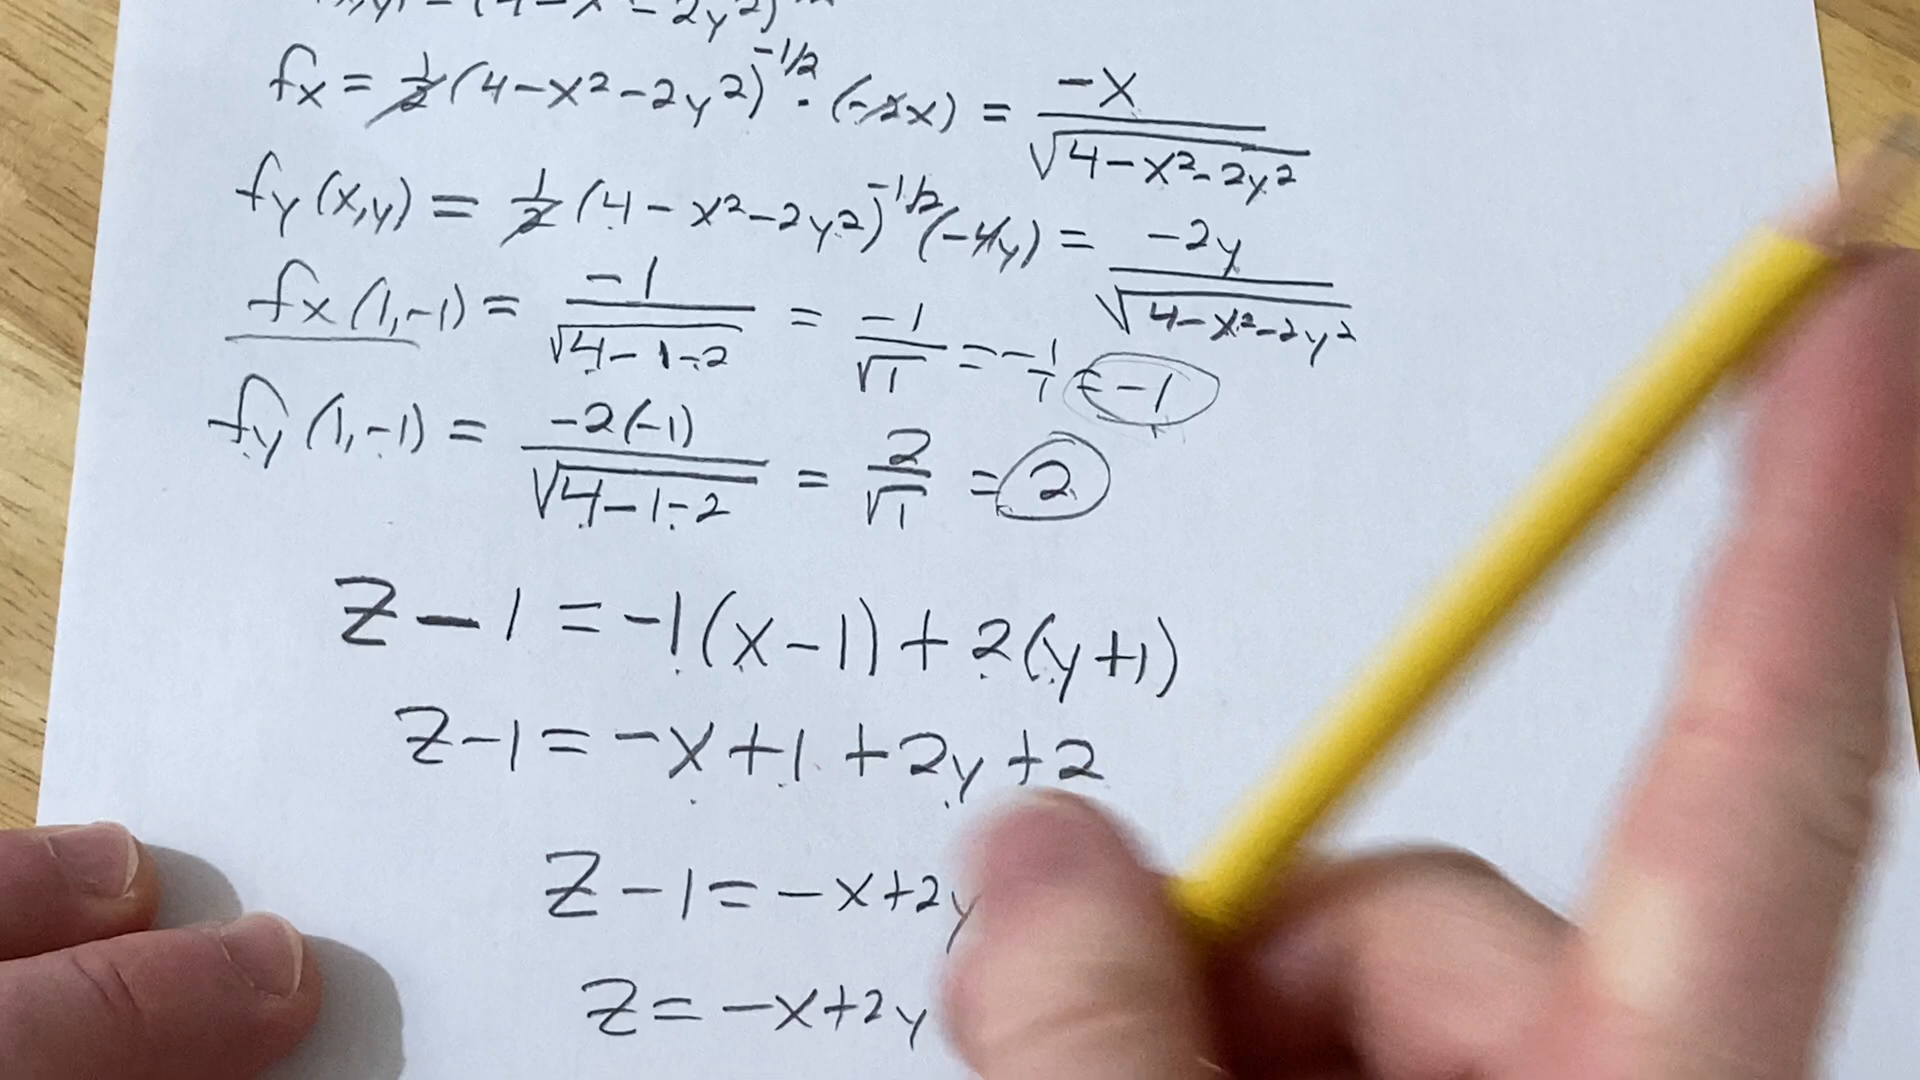 (x,y) = (4-x²-2y²)
fx = 1/2 (4-x²-2y²)^-1/2 · (-2x) = -x/√(4-x²-2y²)
fy(x,y) = 1/2 (4-x²-2y²)^-1/2 (-4y) = -2y/√(4-x²-2y²)
fx(1,-1) = -1/√(4-1-2) = -1/√1 = -1/1 = -1
fy(1,-1) = -2(-1)/√(4-1-2) = 2/√1 = 2
z-1 = -1(x-1)+2(y+1)
z-1 = -x+1+2y+2
z-1 = -x+2y
z = -x+2y